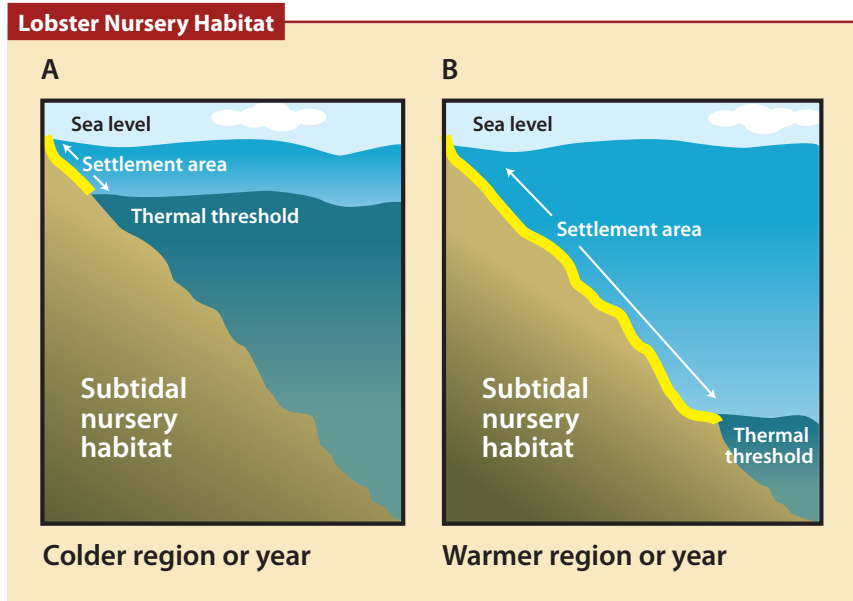 Lobster Nursery Habitat
A
Sea level
Settlement area
Thermal threshold
Subtidal
nursery
habitat
Colder region or year
B
Sea level
Settlement area
Thermal
threshold
Subtidal
nursery
habitat
Warmer region or year